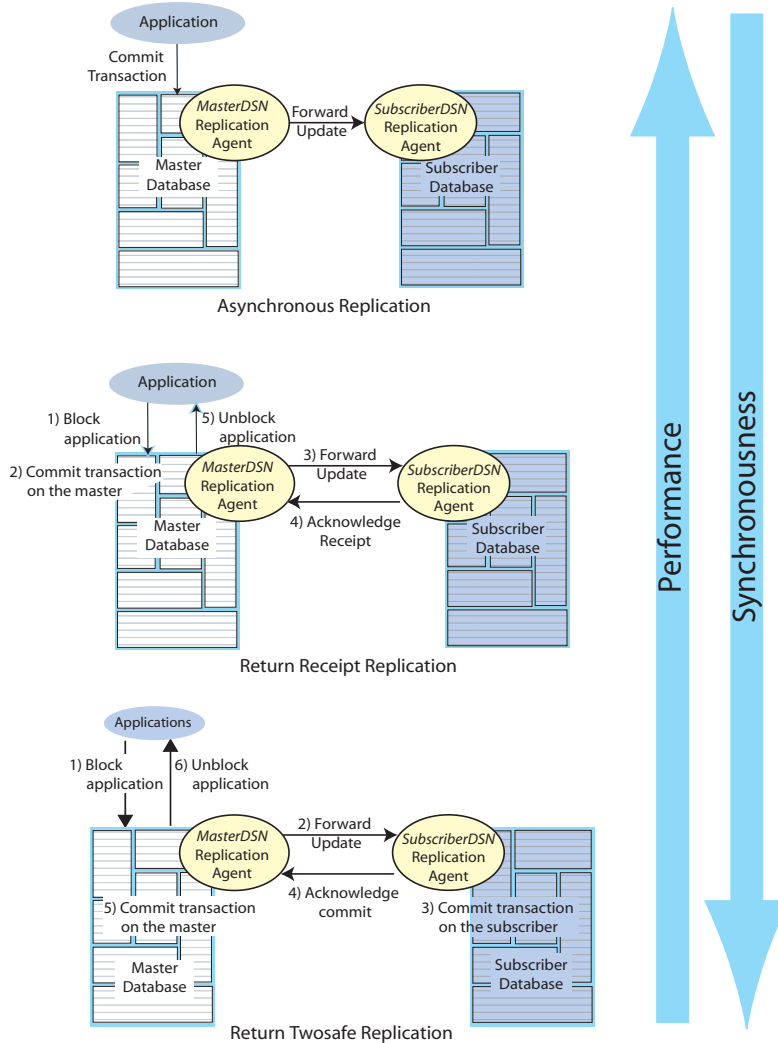 Application
Commit
Transaction
MasterDSN
Replication
Agent
Forward
Update
SubscriberDSN
Replication
Agent
Master
Database
Subscriber
Database
Asynchronous Replication
Application
1) Block
application
5) Unblock
application
2) Commit transaction
on the master
MasterDSN
Replication
Agent
3) Forward
Update
SubscriberDSN
Replication
Agent
4) Acknowledge
Receipt
Master
Database
Subscriber
Database
Return Receipt Replication
Applications
1) Block
application
6) Unblock
application
MasterDSN
Replication
Agent
2) Forward
Update
SubscriberDSN
Replication
Agent
4) Acknowledge
commit
5) Commit transaction
on the master
3) Commit transaction
on the subscriber
Master
Database
Subscriber
Database
Return Twosafe Replication
Performance
Synchronousness